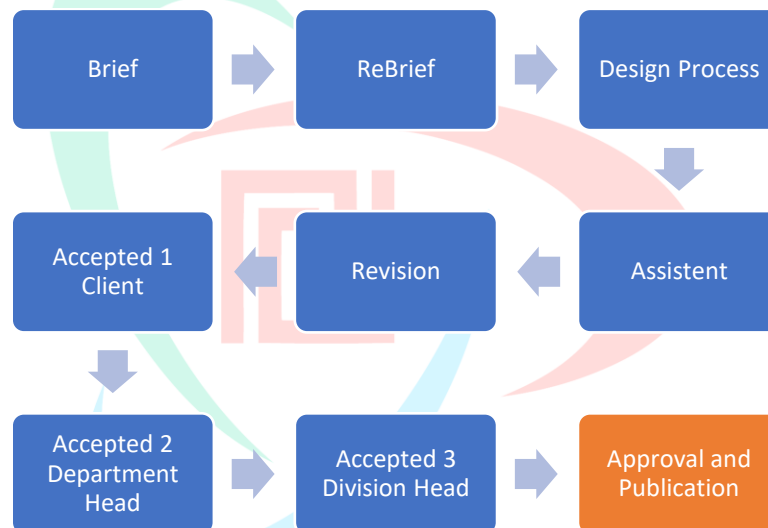 Brief
ReBrief
Design Process
Assistent
Revision
Accepted 1
Client
Accepted 2
Department
Head
Accepted 3
Division Head
Approval and
Publication